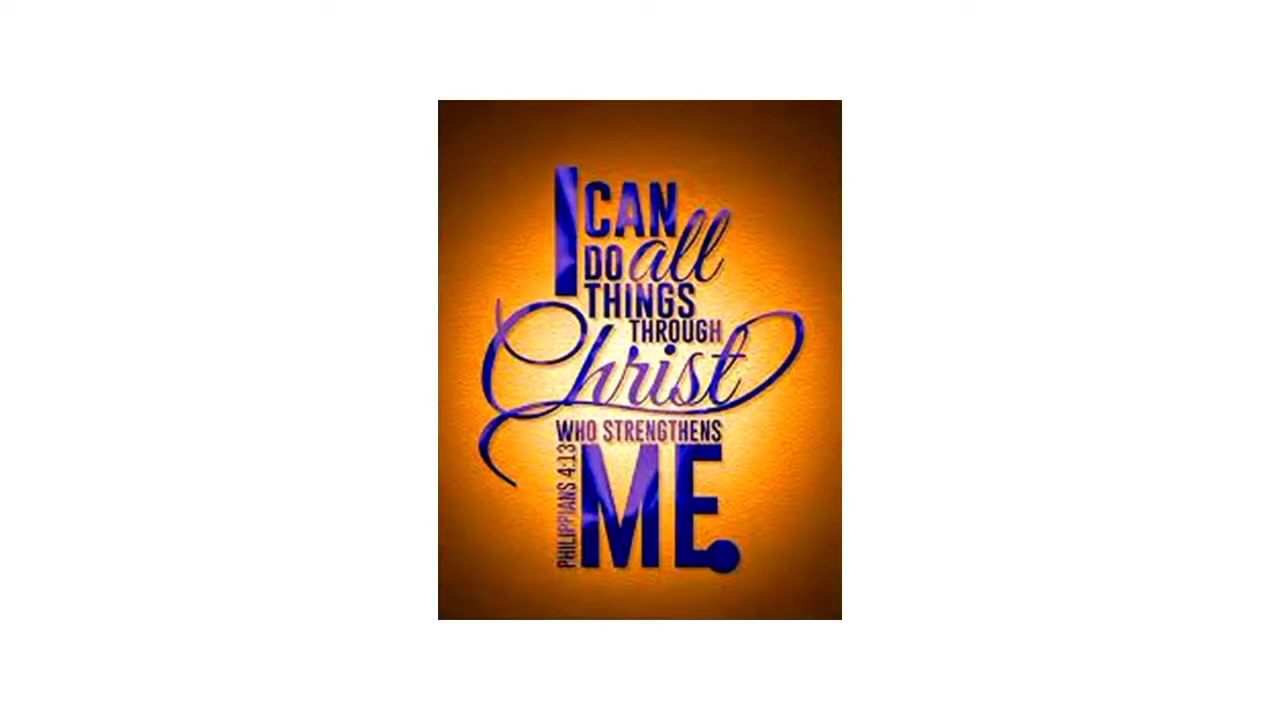 I CAN
DO all
THINGS
THROUGH
Christ
WHO STRENGTHENS
ME.
PHILIPPIANS 4:13